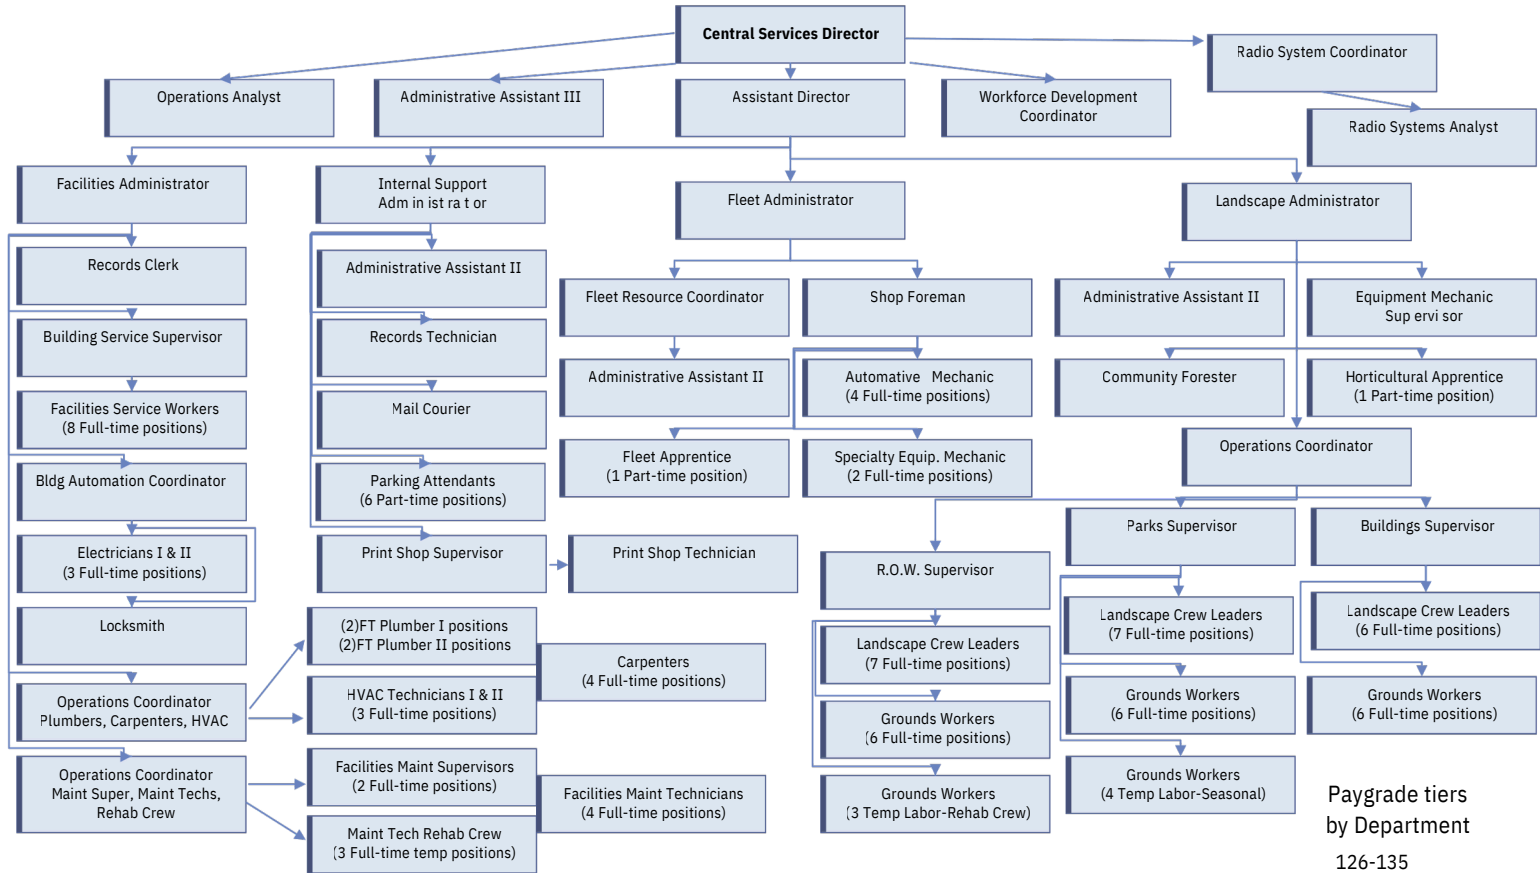 Central Services Director
Radio System Coordinator
Operations Analyst
Administrative Assistant III
Assistant Director
Workforce Development
Coordinator
Radio Systems Analyst
Facilities Administrator
Internal Support
Adm in ist ra t or
Fleet Administrator
Landscape Administrator
Records Clerk
Administrative Assistant II
Fleet Resource Coordinator
Shop Foreman
Administrative Assistant II
Equipment Mechanic
Sup ervi sor
Building Service Supervisor
Records Technician
Administrative Assistant II
Automative Mechanic
(4 Full-time positions)
Community Forester
Horticultural Apprentice
(1 Part-time position)
Facilities Service Workers
(8 Full-time positions)
Mail Courier
Fleet Apprentice
(1 Part-time position)
Specialty Equip. Mechanic
(2 Full-time positions)
Operations Coordinator
Bldg Automation Coordinator
Parking Attendants
(6 Part-time positions)
Parks Supervisor
Buildings Supervisor
Electricians I & II
(3 Full-time positions)
Print Shop Supervisor
Print Shop Technician
R.O.W. Supervisor
Locksmith
(2)FT Plumber I positions
(2)FT Plumber II positions
Carpenters
(4 Full-time positions)
Landscape Crew Leaders
(7 Full-time positions)
Landscape Crew Leaders
(7 Full-time positions)
Landscape Crew Leaders
(6 Full-time positions)
Operations Coordinator
Plumbers, Carpenters, HVAC
HVAC Technicians I & II
(3 Full-time positions)
Grounds Workers
(6 Full-time positions)
Grounds Workers
(6 Full-time positions)
Grounds Workers
(6 Full-time positions)
Operations Coordinator
Maint Super, Maint Techs,
Rehab Crew
Facilities Maint Supervisors
(2 Full-time positions)
Facilities Maint Technicians
(4 Full-time positions)
Maint Tech Rehab Crew
(3 Full-time temp positions)
Grounds Workers
(3 Temp Labor-Rehab Crew)
Grounds Workers
(4 Temp Labor-Seasonal)
Paygrade tiers
by Department
126-135